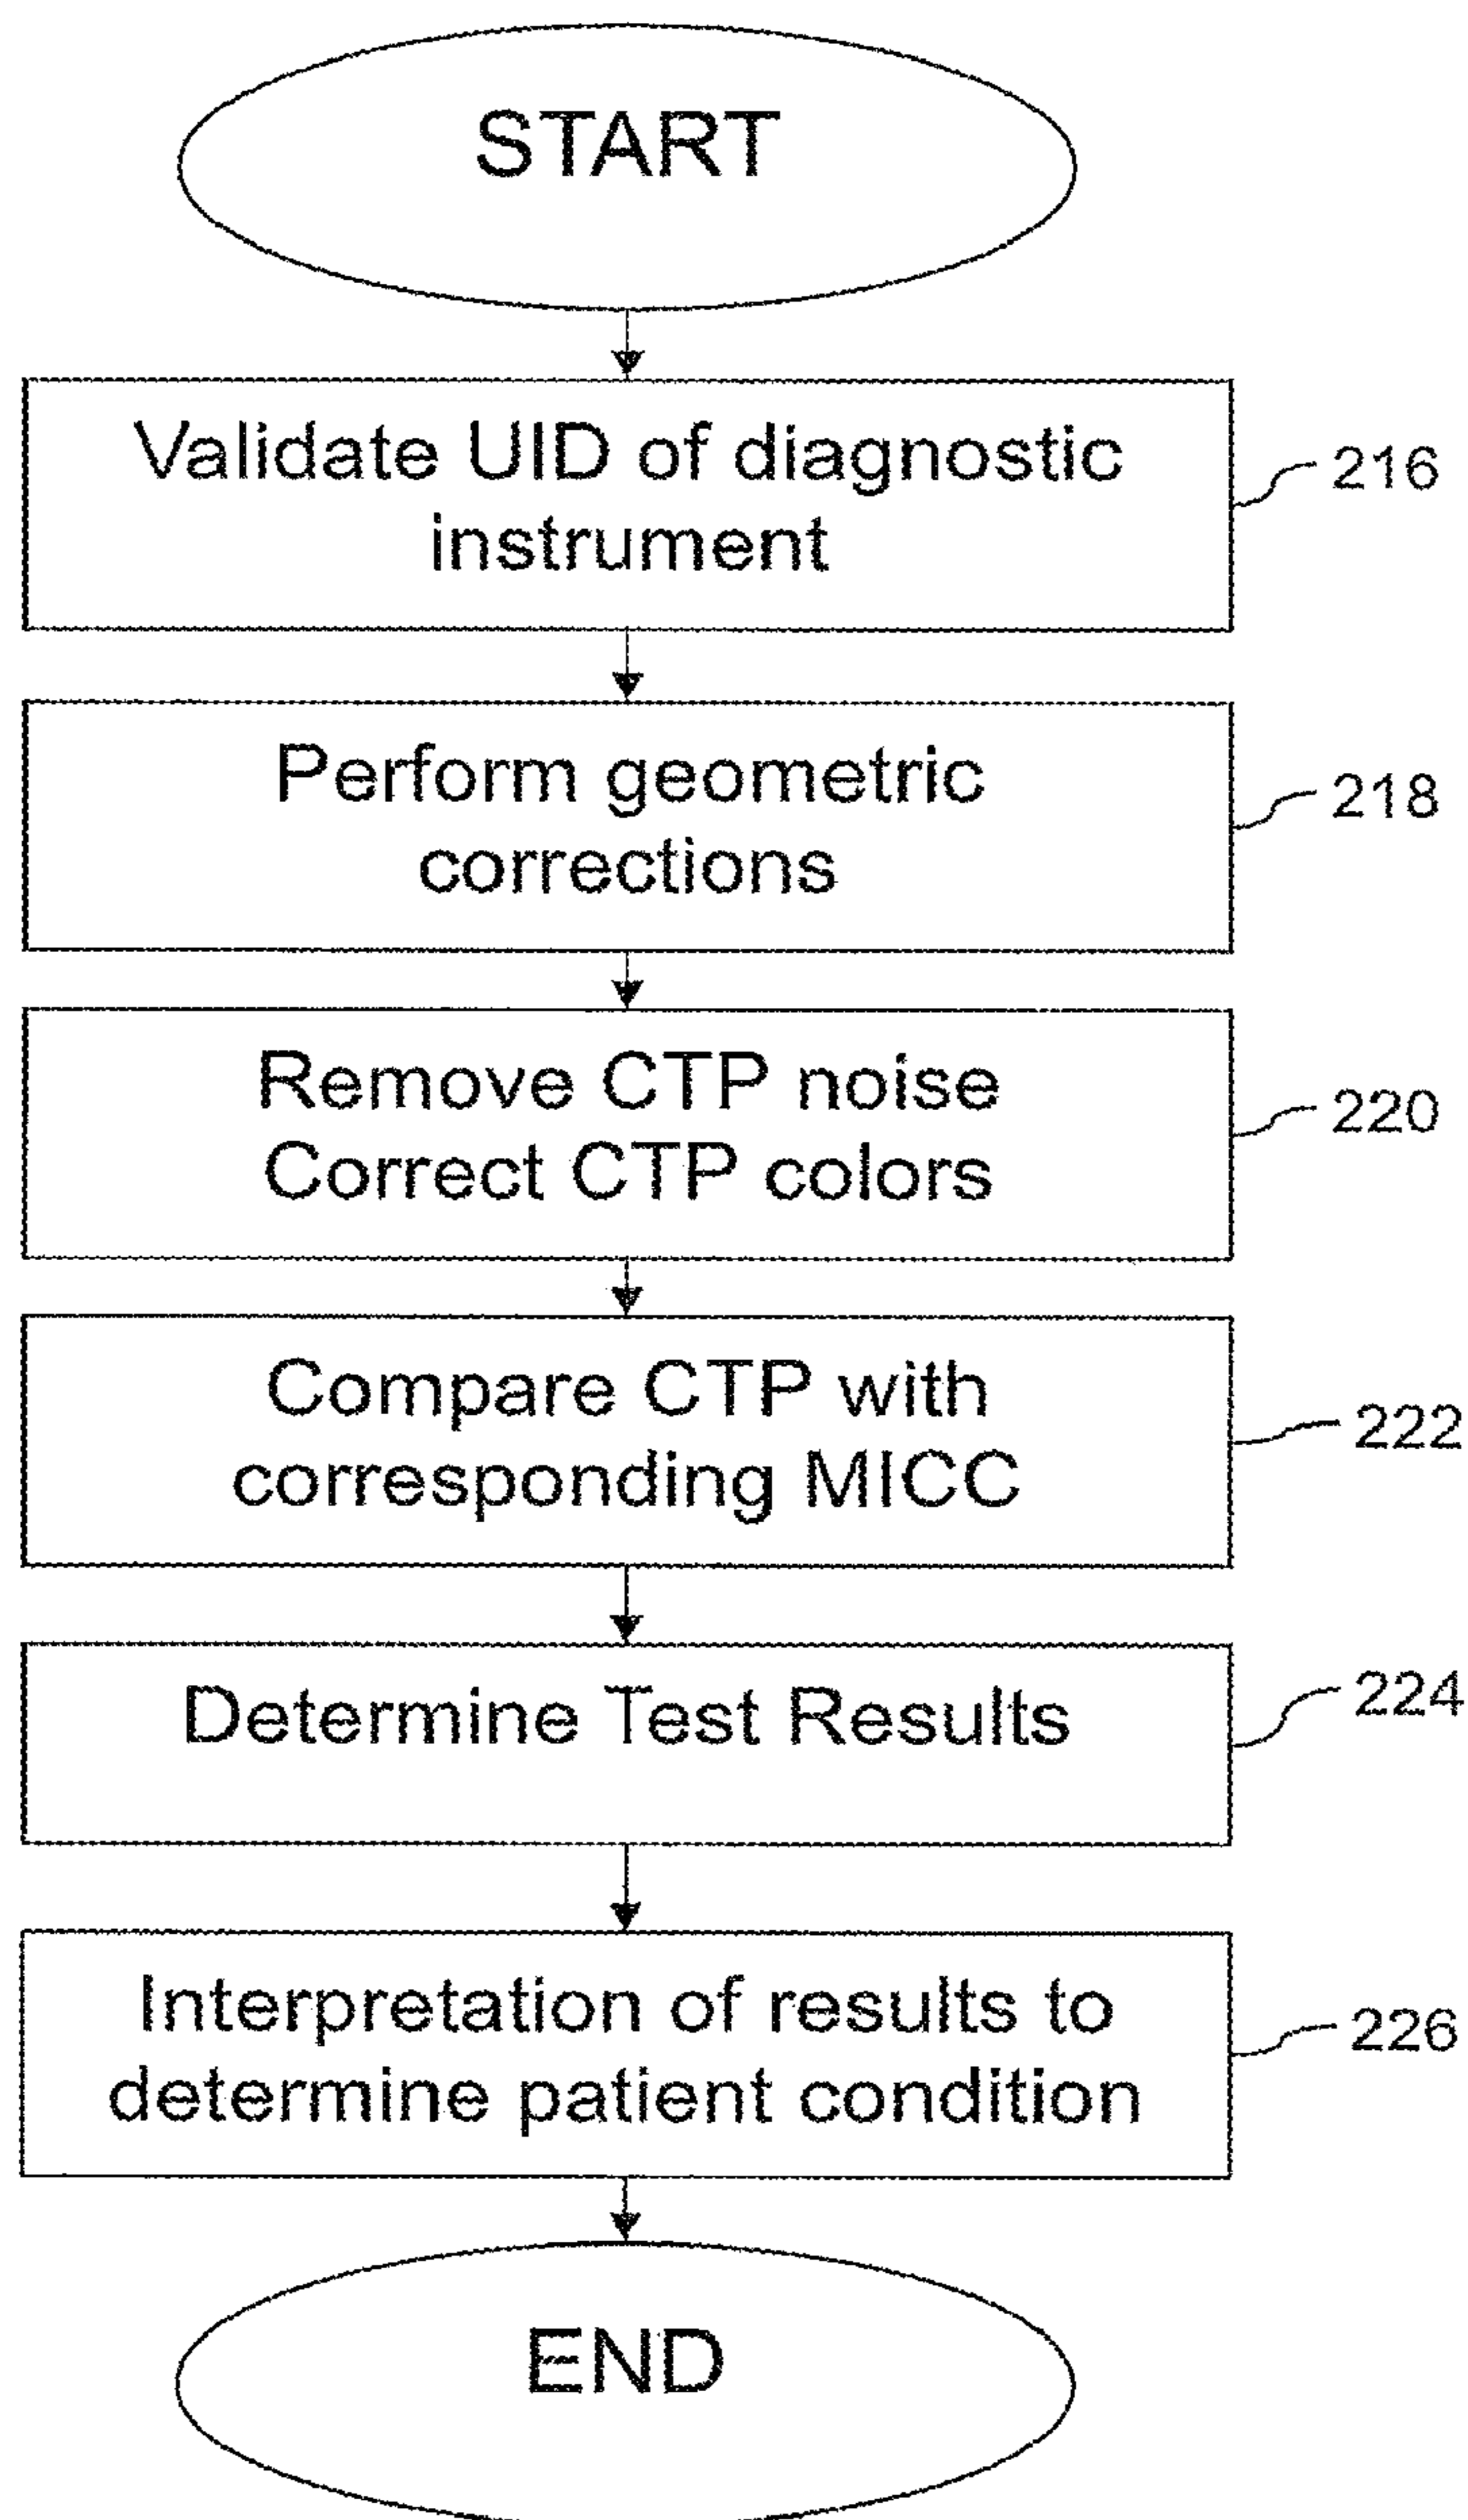 START
Validate UID of diagnostic
instrument
216
Perform geometric
corrections
218
Remove CTP noise
Correct CTP colors
220
Compare CTP with
corresponding MICC
222
Determine Test Results
224
Interpretation of results to
determine patient condition
226
END